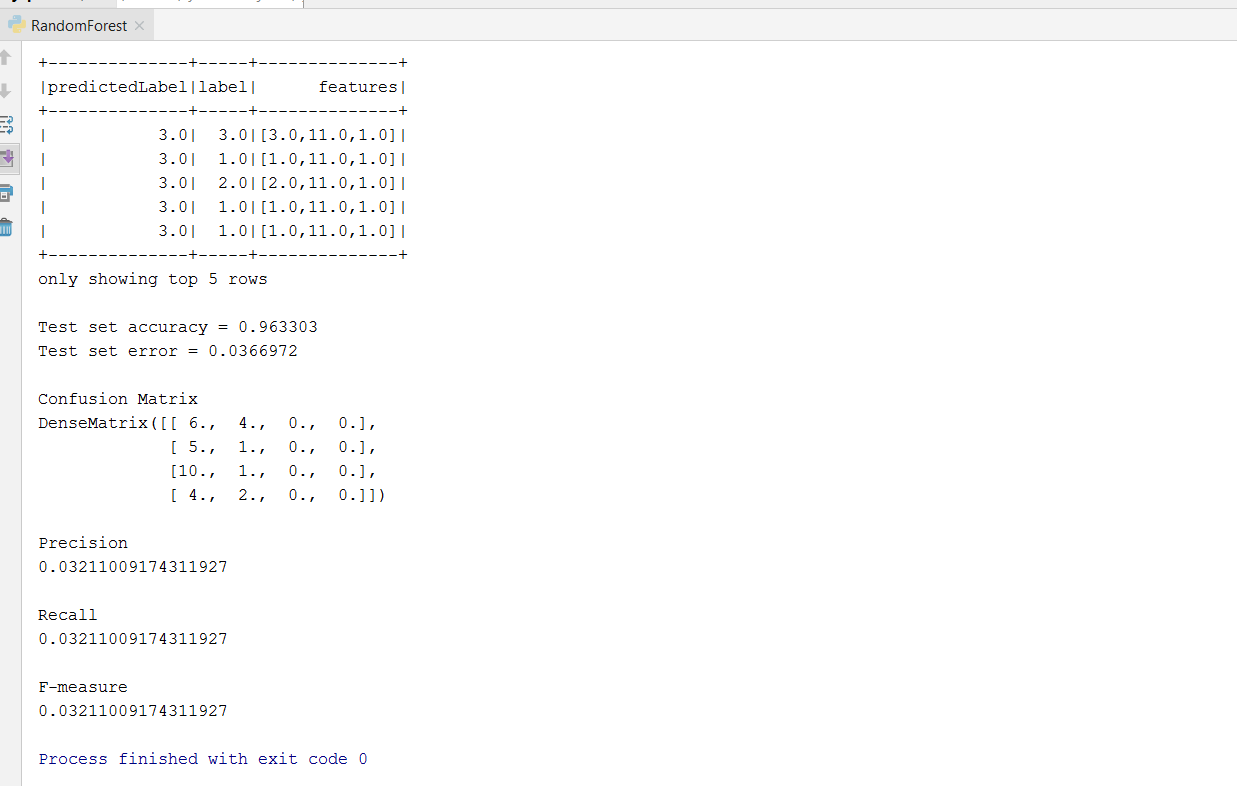 RandomForest
+--------------+-----+--------------+
|predictedLabel|label|      features|
+--------------+-----+--------------+
|           3.0|  3.0|[3.0,11.0,1.0]|
|           3.0|  1.0|[1.0,11.0,1.0]|
|           3.0|  2.0|[2.0,11.0,1.0]|
|           3.0|  1.0|[1.0,11.0,1.0]|
|           3.0|  1.0|[1.0,11.0,1.0]|
+--------------+-----+--------------+
only showing top 5 rows
Test set accuracy = 0.963303
Test set error = 0.0366972
Confusion Matrix
DenseMatrix([[ 6.,  4.,  0.,  0.],
             [ 5.,  1.,  0.,  0.],
             [10.,  1.,  0.,  0.],
             [ 4.,  2.,  0.,  0.]])
Precision
0.03211009174311927
Recall
0.03211009174311927
F-measure
0.03211009174311927
Process finished with exit code 0